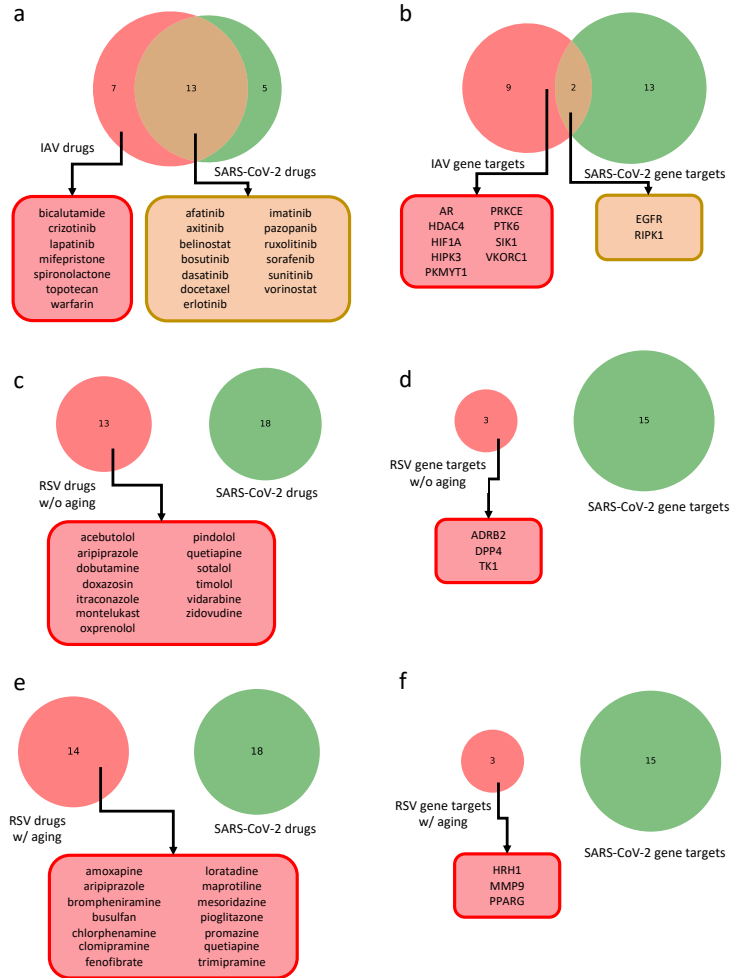 a
7
13
5
IAV drugs
SARS-CoV-2 drugs
bicalutamide
crizotinib
lapatinib
mifepristone
spironolactone
topotecan
warfarin
afatinib imatinib
axitinib pazopanib
belinostat ruxolitinib
bosutinib sorafenib
dasatinib sunitinib
docetaxel vorinostat
erlotinib
b
9
2
13
IAV gene targets
SARS-CoV-2 gene targets
AR PRKCE
HDAC4 PTK6
HIF1A SIK1
HIPK3 VKORC1
PKMYT1
EGFR
RIPK1
c
13
18
RSV drugs
w/o aging
SARS-CoV-2 drugs
acebutolol pindolol
aripiprazole quetiapine
dobutamine sotalol
doxazosin timolol
itraconazole vidarabine
montelukast zidovudine
oxprenolol
d
3
15
RSV gene targets
w/o aging
SARS-CoV-2 gene targets
ADRB2
DPP4
TK1
e
14
18
RSV drugs
w/ aging
SARS-CoV-2 drugs
amoxapine loratadine
aripiprazole maprotiline
brompheniramine mesoridazine
busulfan pioglitazone
chlorphenamine promazine
clomipramine quetiapine
fenofibrate trimipramine
f
3
15
RSV gene targets
w/ aging
SARS-CoV-2 gene targets
HRH1
MMP9
PPARG